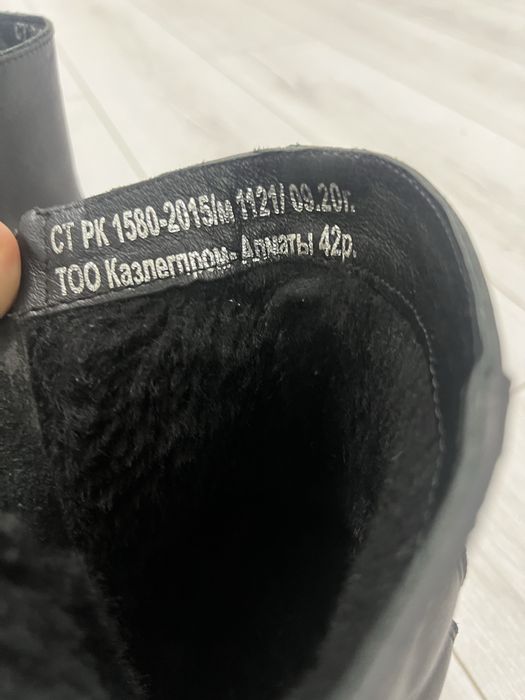 СТ РК 1580-2015/м 1121/ 09.20г.
ТОО Казлегпром- Алматы 42р.